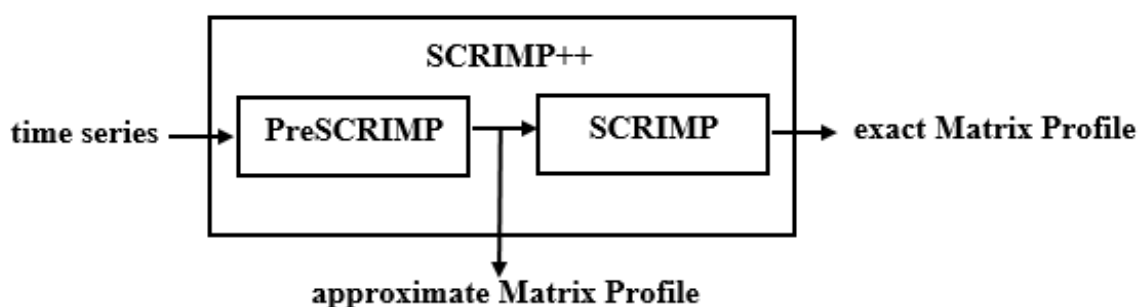 SCRIMP++
time series
PreSCRIMP
SCRIMP
exact Matrix Profile
approximate Matrix Profile